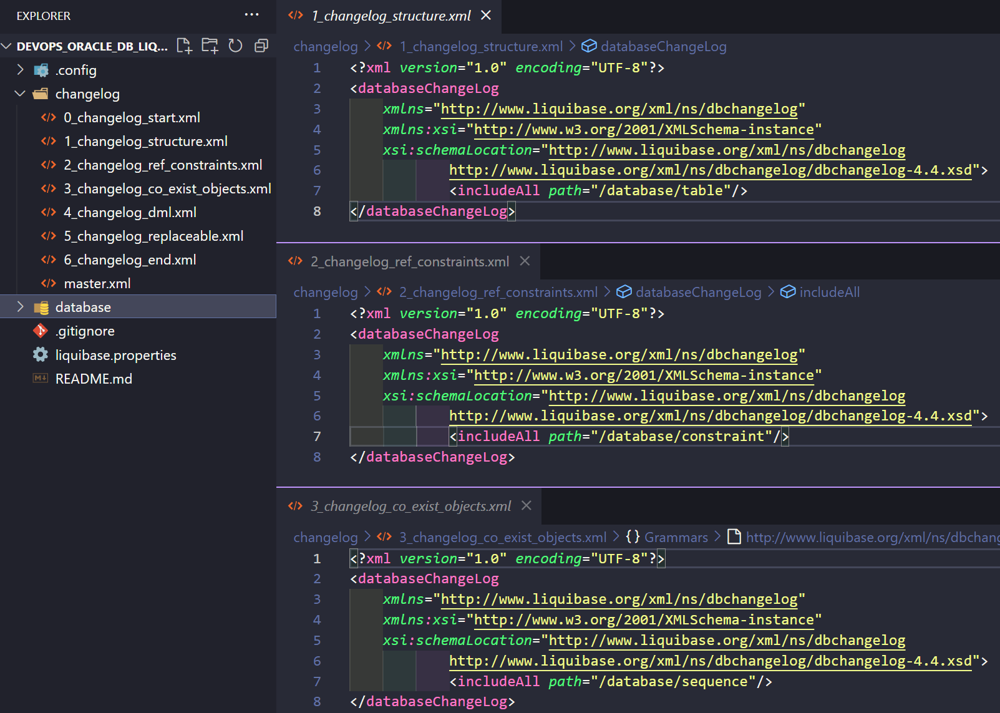 EXPLORER
DEVOPS_ORACLE_DB_LIQ...
.config
changelog
0_changelog_start.xml
1_changelog_structure.xml
2_changelog_ref_constraints.xml
3_changelog_co_exist_objects.xml
4_changelog_dml.xml
5_changelog_replaceable.xml
6_changelog_end.xml
master.xml
database
.gitignore
liquibase.properties
README.md
1_changelog_structure.xml
changelog > 1_changelog_structure.xml > databaseChangeLog
1 <?xml version="1.0" encoding="UTF-8"?>
2 <databaseChangeLog
3 xmlns="http://www.liquibase.org/xml/ns/dbchangelog"
4 xmlns:xsi="http://www.w3.org/2001/XMLSchema-instance"
5 xsi:schemaLocation="http://www.liquibase.org/xml/ns/dbchangelog
6 http://www.liquibase.org/xml/ns/dbchangelog/dbchangelog-4.4.xsd">
7 <includeAll path="/database/table"/>
8 </databaseChangeLog>
2_changelog_ref_constraints.xml
changelog > 2_changelog_ref_constraints.xml > databaseChangeLog > includeAll
1 <?xml version="1.0" encoding="UTF-8"?>
2 <databaseChangeLog
3 xmlns="http://www.liquibase.org/xml/ns/dbchangelog"
4 xmlns:xsi="http://www.w3.org/2001/XMLSchema-instance"
5 xsi:schemaLocation="http://www.liquibase.org/xml/ns/dbchangelog
6 http://www.liquibase.org/xml/ns/dbchangelog/dbchangelog-4.4.xsd">
7 <includeAll path="/database/constraint"/>
8 </databaseChangeLog>
3_changelog_co_exist_objects.xml
changelog > 3_changelog_co_exist_objects.xml > {} Grammars > http://www.liquibase.org/xml/ns/dbchang
1 <?xml version="1.0" encoding="UTF-8"?>
2 <databaseChangeLog
3 xmlns="http://www.liquibase.org/xml/ns/dbchangelog"
4 xmlns:xsi="http://www.w3.org/2001/XMLSchema-instance"
5 xsi:schemaLocation="http://www.liquibase.org/xml/ns/dbchangelog
6 http://www.liquibase.org/xml/ns/dbchangelog/dbchangelog-4.4.xsd">
7 <includeAll path="/database/sequence"/>
8 </databaseChangeLog>